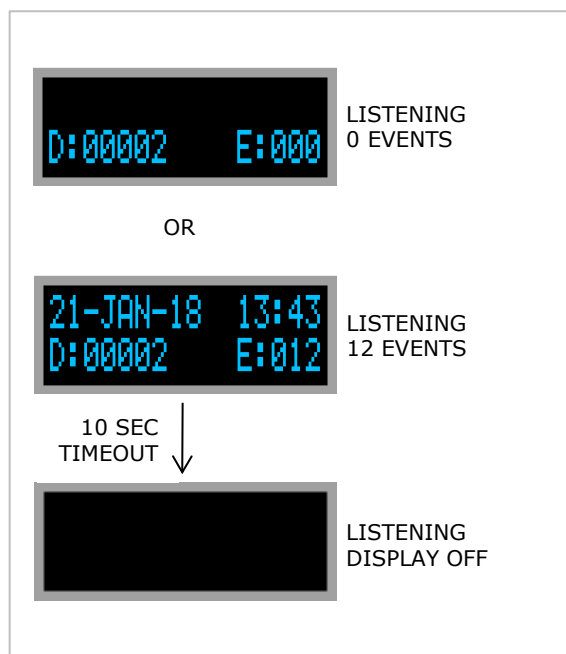 D:00002 E:000
LISTENING
0 EVENTS
OR
21-JAN-18 13:43
D:00002 E:012
LISTENING
12 EVENTS
10 SEC
TIMEOUT
LISTENING
DISPLAY OFF